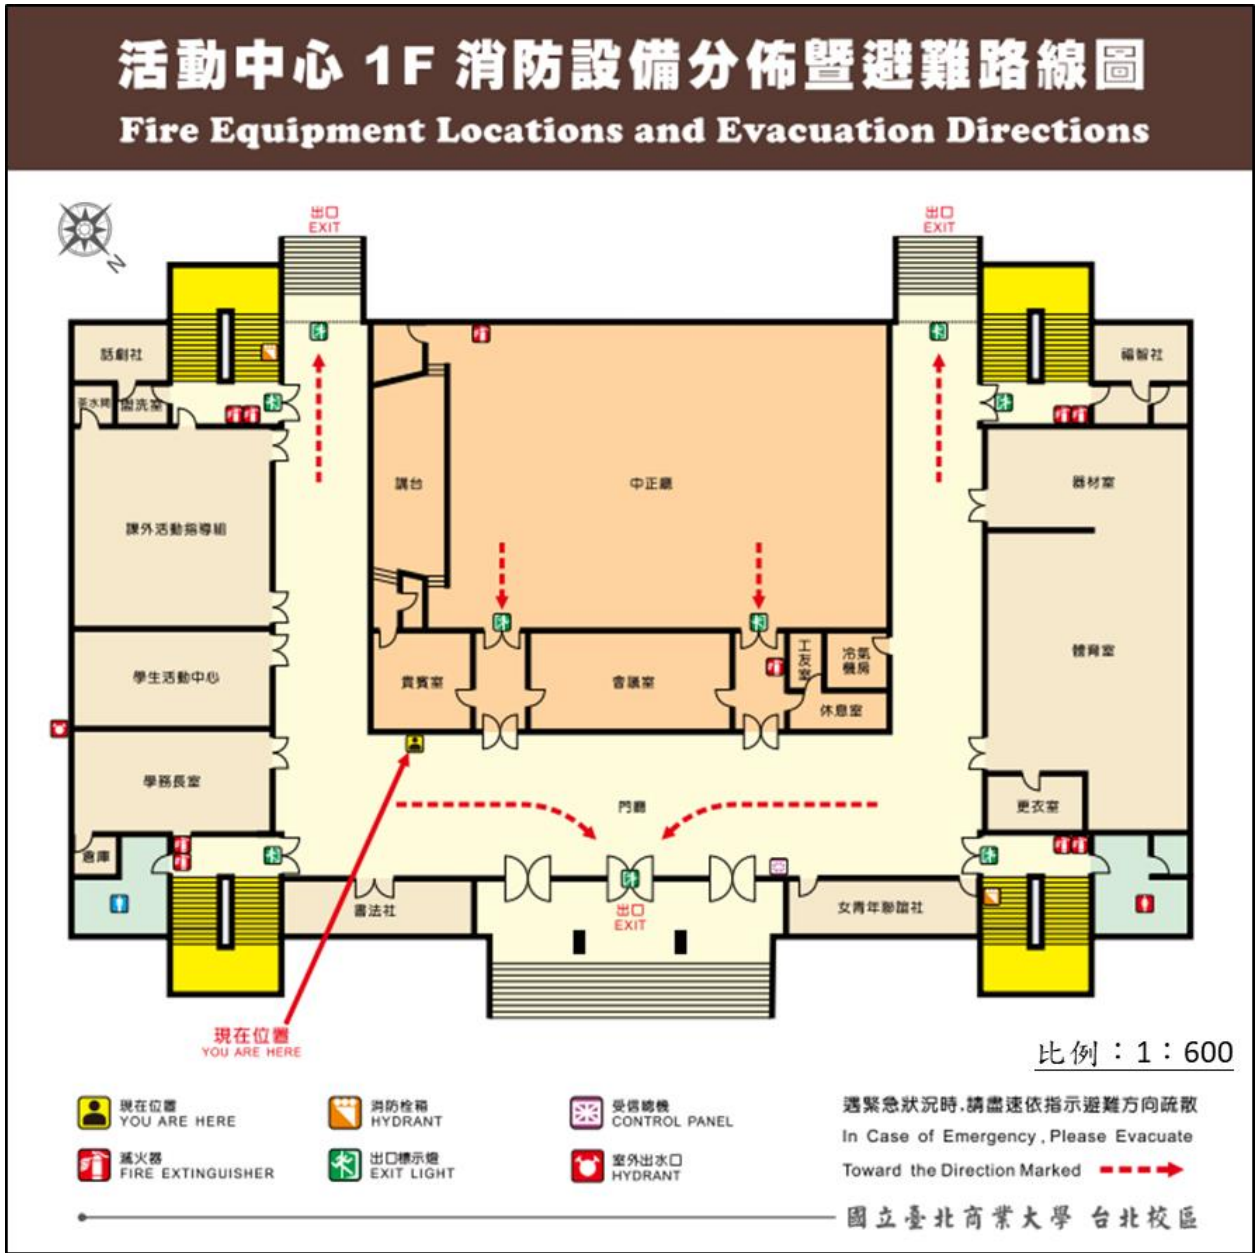 活動中心 1F 消防設備分佈暨避難路線圖
Fire Equipment Locations and Evacuation Directions
N
出口
EXIT
出口
EXIT
話劇社
茶水間
盥洗室
福智社
講台
中正廳
器材室
課外活動指導組
學生活動中心
貴賓室
會議室
工友室
冷氣機房
休息室
體育室
學務長室
門廳
更衣室
倉庫
書法社
出口
EXIT
女青年聯誼社
現在位置
YOU ARE HERE
比例：1：600
現在位置
YOU ARE HERE
消防栓箱
HYDRANT
受信總機
CONTROL PANEL
滅火器
FIRE EXTINGUISHER
出口標示燈
EXIT LIGHT
室外出水口
HYDRANT
遇緊急狀況時,請盡速依指示避難方向疏散
In Case of Emergency , Please Evacuate
Toward the Direction Marked
國立臺北商業大學 台北校區